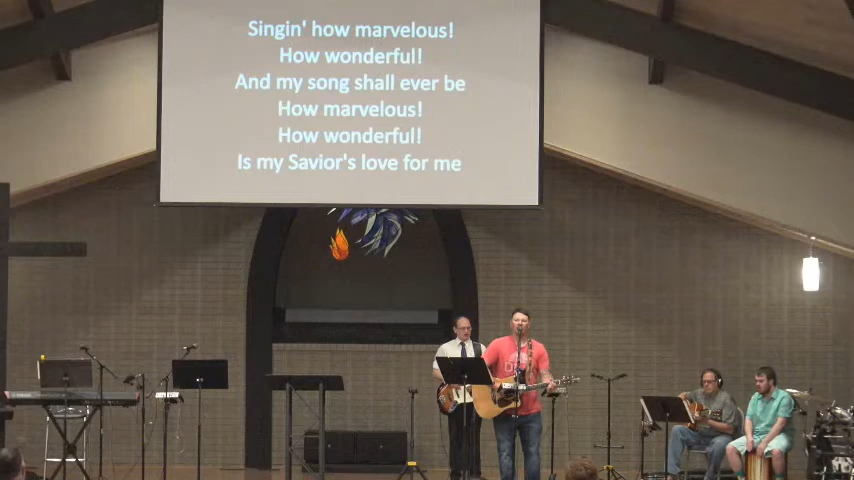 Singin' how marvelous!
How wonderful!
And my song shall ever be
How marvelous!
How wonderful!
Is my Savior's love for me